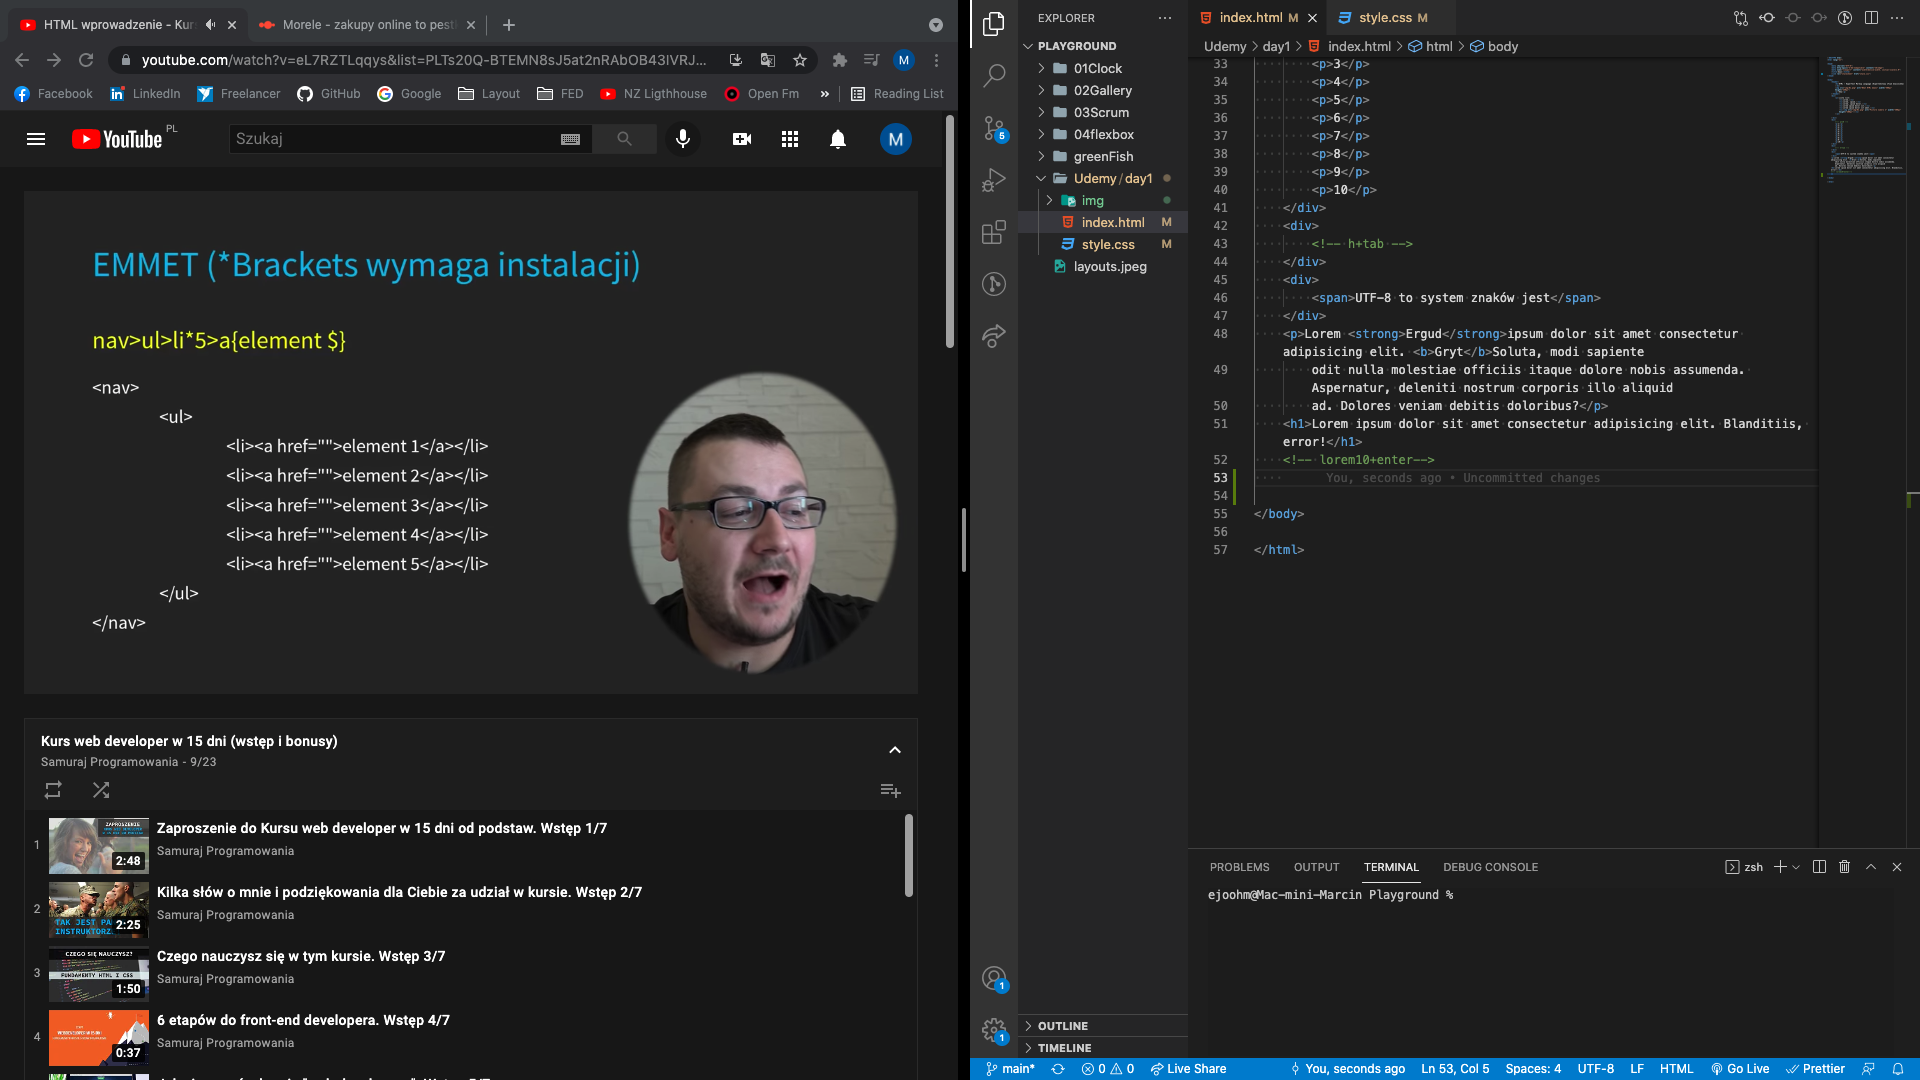 HTML wprowadzenie - Kur
Morele - zakupy online to pest
youtube.com/watch?v=eL7RZTLqqys&list=PLTs20Q-BTEMN8sJ5at2nRAbOB43IVRJ...
M
Facebook
LinkedIn
Freelancer
GitHub
Google
Layout
FED
NZ Ligthhouse
Open Fm
»
Reading List
YouTube PL
Szukaj
M
EMMET (*Brackets wymaga instalacji)
nav>ul>li*5>a{element $}
<nav>
<ul>
<li><a href="">element 1</a></li>
<li><a href="">element 2</a></li>
<li><a href="">element 3</a></li>
<li><a href="">element 4</a></li>
<li><a href="">element 5</a></li>
</ul>
</nav>
Kurs web developer w 15 dni (wstęp i bonusy)
Samuraj Programowania - 9/23
1
ZAPROSZENIE
2:48
Zaproszenie do Kursu web developer w 15 dni od podstaw. Wstęp 1/7
Samuraj Programowania
2
TAK JEST PA
INSTRUKTORZ
2:25
Kilka słów o mnie i podziękowania dla Ciebie za udział w kursie. Wstęp 2/7
Samuraj Programowania
3
CZEGO SIĘ NAUCZYSZ?
FUNDAMENTY HTML I CSS
1:50
Czego nauczysz się w tym kursie. Wstęp 3/7
Samuraj Programowania
4
0:37
6 etapów do front-end developera. Wstęp 4/7
Samuraj Programowania
EXPLORER
PLAYGROUND
01Clock
02Gallery
03Scrum
04flexbox
greenFish
Udemy/day1
img
index.html M
style.css M
layouts.jpeg
OUTLINE
TIMELINE
5
1
1
index.html M
style.css M
Udemy > day1 > index.html > html > body
33 <p>3</p>
34 <p>4</p>
35 <p>5</p>
36 <p>6</p>
37 <p>7</p>
38 <p>8</p>
39 <p>9</p>
40 <p>10</p>
41 </div>
42 <div>
43 <!-- h+tab -->
44 </div>
45 <div>
46 <span>UTF-8 to system znaków jest</span>
47 </div>
48 <p>Lorem <strong>Ergud</strong>ipsum dolor sit amet consectetur
adipisicing elit. <b>Gryt</b>Soluta, modi sapiente
49 odit nulla molestiae officiis itaque dolore nobis assumenda.
Aspernatur, deleniti nostrum corporis illo aliquid
50 ad. Dolores veniam debitis doloribus?</p>
51 <h1>Lorem ipsum dolor sit amet consectetur adipisicing elit. Blanditiis,
error!</h1>
52 <!-- lorem10+enter-->
53 You, seconds ago • Uncommitted changes
54
55 </body>
56
57 </html>
PROBLEMS
OUTPUT
TERMINAL
DEBUG CONSOLE
zsh
ejoohm@Mac-mini-Marcin Playground %
main*
0
0
Live Share
You, seconds ago
Ln 53, Col 5
Spaces: 4
UTF-8
LF
HTML
Go Live
Prettier